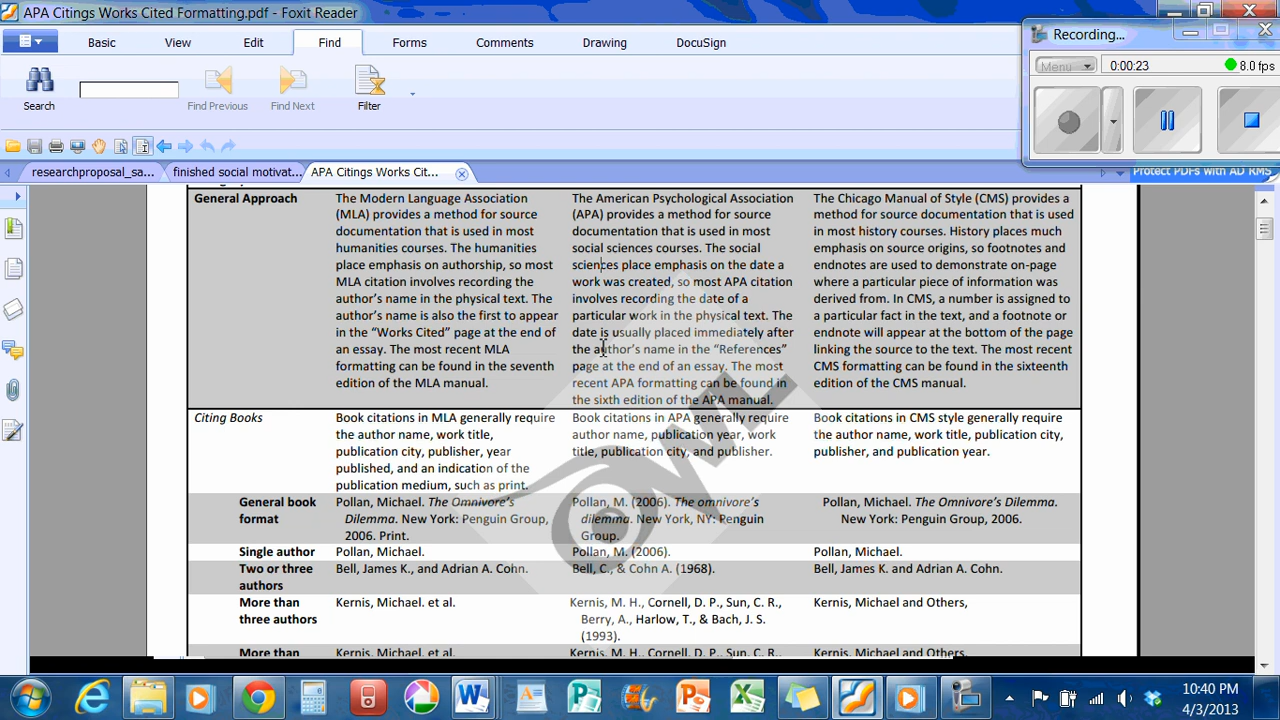 APA Citings Works Cited Formatting.pdf - Foxit Reader
Recording...
Basic View Edit Find Forms Comments Drawing DocuSign
Menu 0:00:23 8.0 fps
Search Find Previous Find Next Filter
researchproposal_sa... finished social motivat... APA Citings Works Cit...
Protect PDFs with AD RMS
General Approach
The Modern Language Association
(MLA) provides a method for source
documentation that is used in most
humanities courses. The humanities
place emphasis on authorship, so most
MLA citation involves recording the
author's name in the physical text. The
author's name is also the first to appear
in the “Works Cited” page at the end of
an essay. The most recent MLA
formatting can be found in the seventh
edition of the MLA manual.
The American Psychological Association
(APA) provides a method for source
documentation that is used in most
social sciences courses. The social
sciences place emphasis on the date a
work was created, so most APA citation
involves recording the date of a
particular work in the physical text. The
date is usually placed immediately after
the author's name in the “References”
page at the end of an essay. The most
recent APA formatting can be found in
the sixth edition of the APA manual.
The Chicago Manual of Style (CMS) provides a
method for source documentation that is used
in most history courses. History places much
emphasis on source origins, so footnotes and
endnotes are used to demonstrate on-page
where a particular piece of information was
derived from. In CMS, a number is assigned to
a particular fact in the text, and a footnote or
endnote will appear at the bottom of the page
linking the source to the text. The most recent
CMS formatting can be found in the sixteenth
edition of the CMS manual.
Citing Books
Book citations in MLA generally require
the author name, work title,
publication city, publisher, year
published, and an indication of the
publication medium, such as print.
Book citations in APA generally require
author name, publication year, work
title, publication city, and publisher.
Book citations in CMS style generally require
the author name, work title, publication city,
publisher, and publication year.
General book
format
Pollan, Michael. The Omnivore's
Dilemma. New York: Penguin Group,
2006. Print.
Pollan, M. (2006). The omnivore's
dilemma. New York, NY: Penguin
Group.
Pollan, Michael. The Omnivore's Dilemma.
New York: Penguin Group, 2006.
Single author
Pollan, Michael.
Pollan, M. (2006).
Pollan, Michael.
Two or three
authors
Bell, James K., and Adrian A. Cohn.
Bell, C., & Cohn A. (1968).
Bell, James K. and Adrian A. Cohn.
More than
three authors
Kernis, Michael. et al.
Kernis, M. H., Cornell, D. P., Sun, C. R.,
Berry, A., Harlow, T., & Bach, J. S.
(1993).
Kernis, Michael and Others,
More than
Kernis, Michael. et al.
Kernis, M. H., Cornell, D. P., Sun, C. R.,
Kernis, Michael and Others,
OWL
10:40 PM
4/3/2013